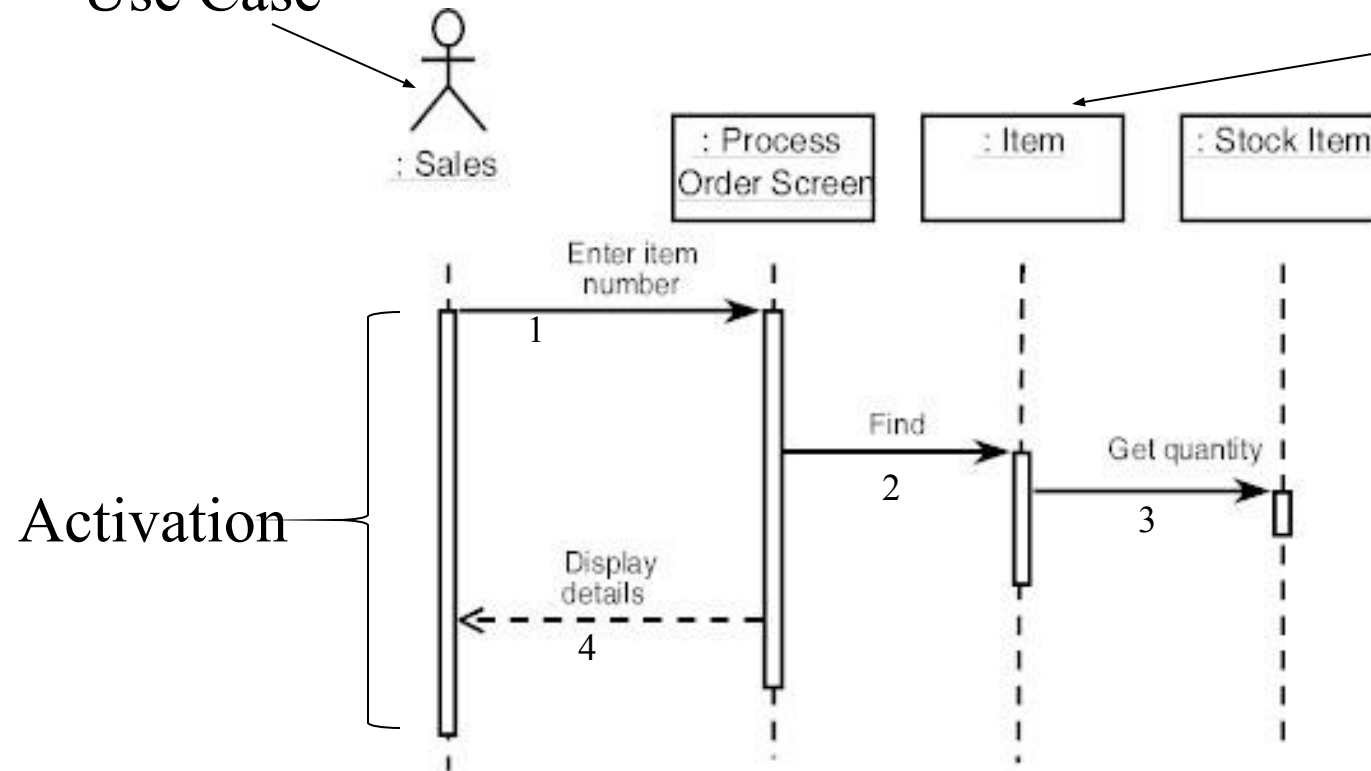 Use Case
: Sales
: Process
Order Screen
: Item
: Stock Item
Enter item
number
1
Find
2
Get quantity
3
Activation
Display
details
4